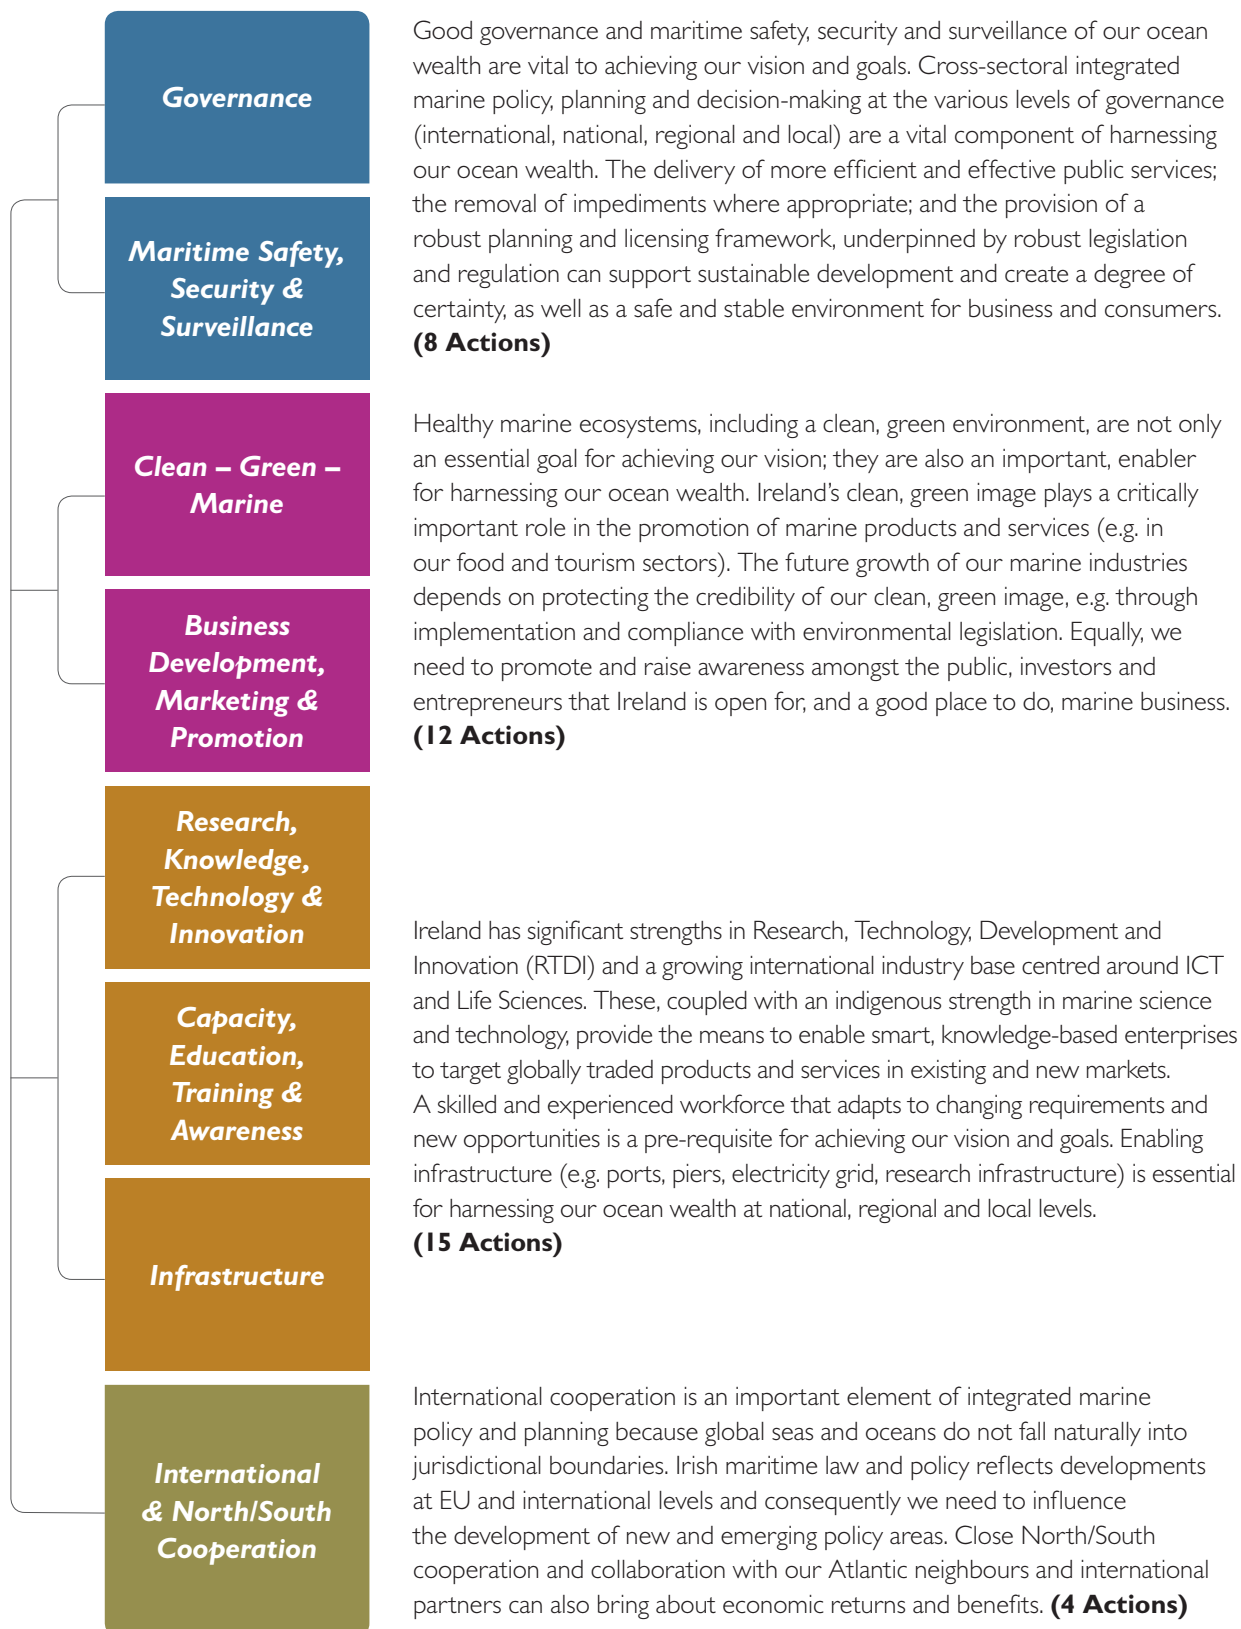 Governance
Good governance and maritime safety, security and surveillance of our ocean
wealth are vital to achieving our vision and goals. Cross-sectoral integrated
marine policy, planning and decision-making at the various levels of governance
(international, national, regional and local) are a vital component of harnessing
our ocean wealth. The delivery of more efficient and effective public services;
the removal of impediments where appropriate; and the provision of a
robust planning and licensing framework, underpinned by robust legislation
and regulation can support sustainable development and create a degree of
certainty, as well as a safe and stable environment for business and consumers.
(8 Actions)
Maritime Safety,
Security &
Surveillance
Clean – Green –
Marine
Healthy marine ecosystems, including a clean, green environment, are not only
an essential goal for achieving our vision; they are also an important, enabler
for harnessing our ocean wealth. Ireland’s clean, green image plays a critically
important role in the promotion of marine products and services (e.g. in
our food and tourism sectors). The future growth of our marine industries
depends on protecting the credibility of our clean, green image, e.g. through
implementation and compliance with environmental legislation. Equally, we
need to promote and raise awareness amongst the public, investors and
entrepreneurs that Ireland is open for, and a good place to do, marine business.
(12 Actions)
Business
Development,
Marketing &
Promotion
Research,
Knowledge,
Technology &
Innovation
Capacity,
Education,
Training &
Awareness
Infrastructure
Ireland has significant strengths in Research, Technology, Development and
Innovation (RTDI) and a growing international industry base centred around ICT
and Life Sciences. These, coupled with an indigenous strength in marine science
and technology, provide the means to enable smart, knowledge-based enterprises
to target globally traded products and services in existing and new markets.
A skilled and experienced workforce that adapts to changing requirements and
new opportunities is a pre-requisite for achieving our vision and goals. Enabling
infrastructure (e.g. ports, piers, electricity grid, research infrastructure) is essential
for harnessing our ocean wealth at national, regional and local levels.
(15 Actions)
International
& North/South
Cooperation
International cooperation is an important element of integrated marine
policy and planning because global seas and oceans do not fall naturally into
jurisdictional boundaries. Irish maritime law and policy reflects developments
at EU and international levels and consequently we need to influence
the development of new and emerging policy areas. Close North/South
cooperation and collaboration with our Atlantic neighbours and international
partners can also bring about economic returns and benefits. (4 Actions)